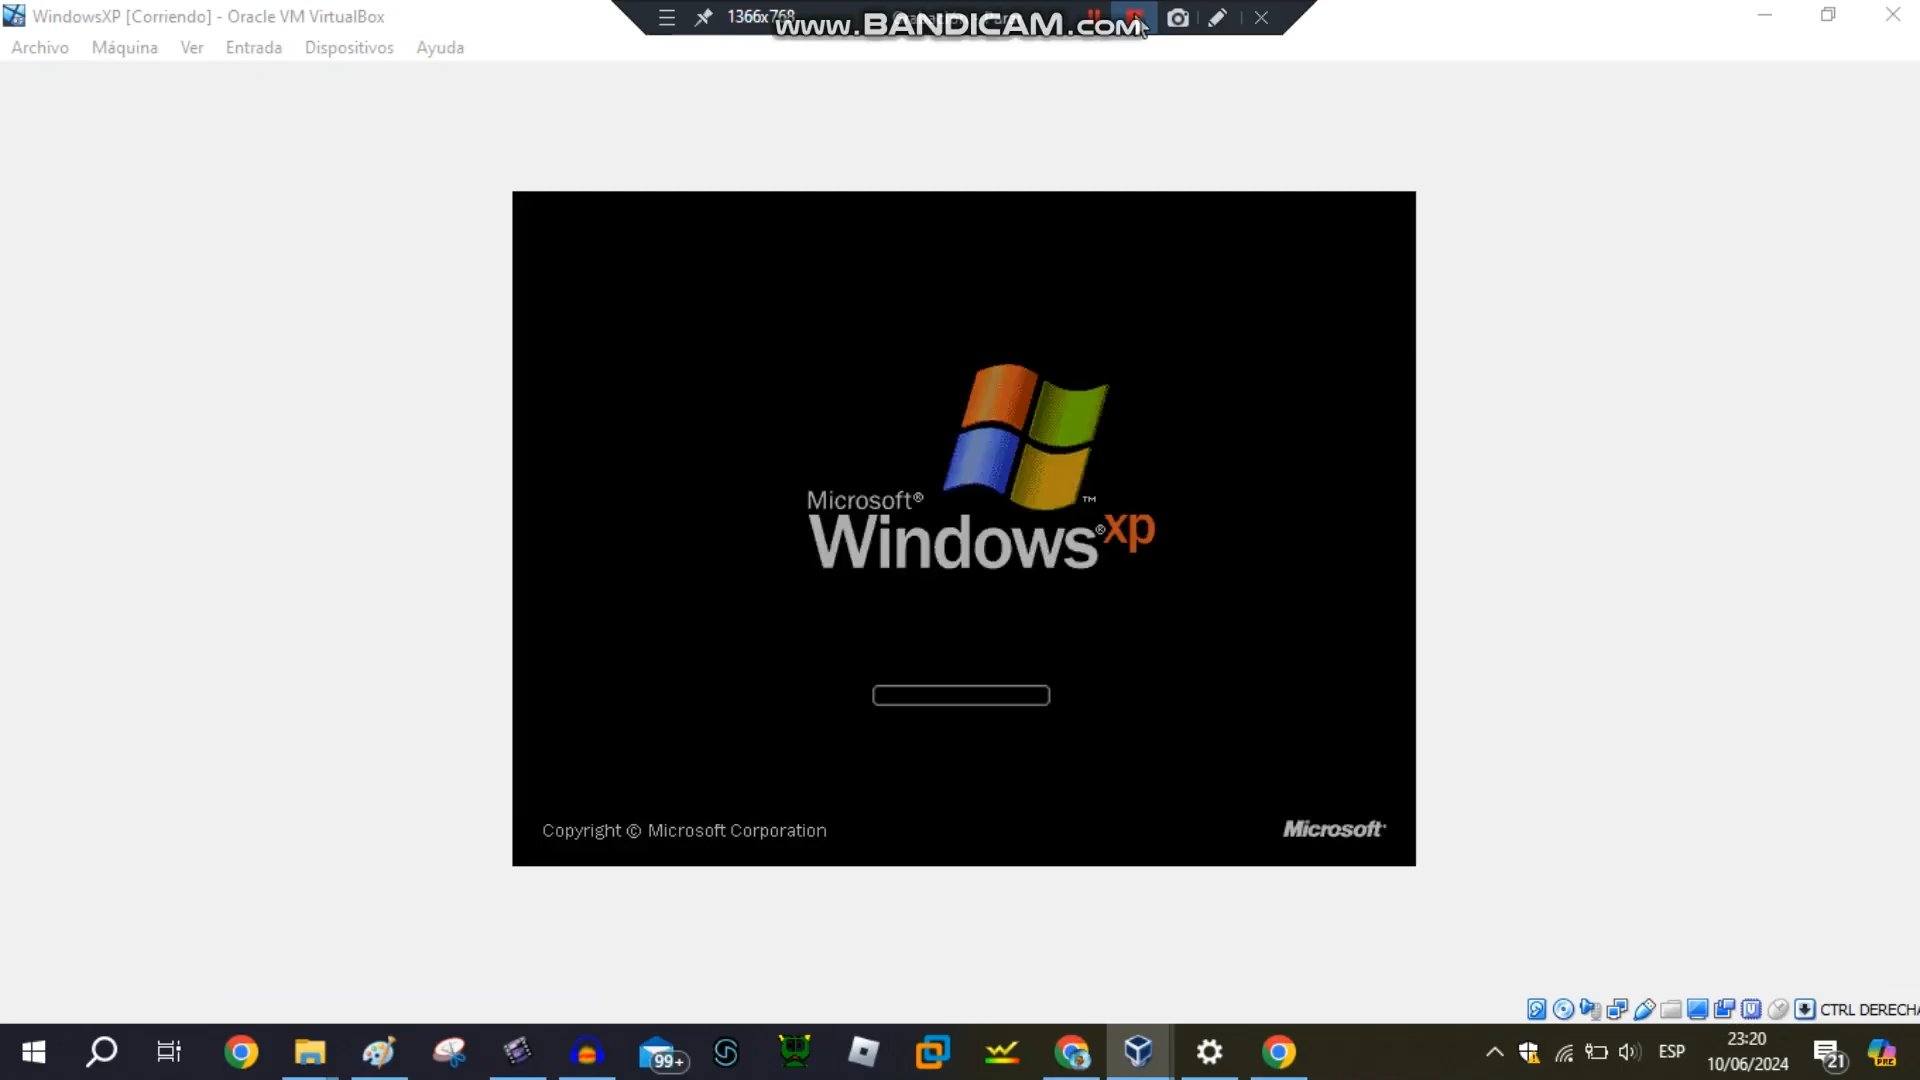 WindowsXP [Corriendo] - Oracle VM VirtualBox
1366x768
www.BANDICAM.com
Archivo Máquina Ver Entrada Dispositivos Ayuda
Microsoft®
Windows®xp
TM
Copyright © Microsoft Corporation
Microsoft
CTRL DERECHA
99+
PRE
ESP
23:20
10/06/2024
21